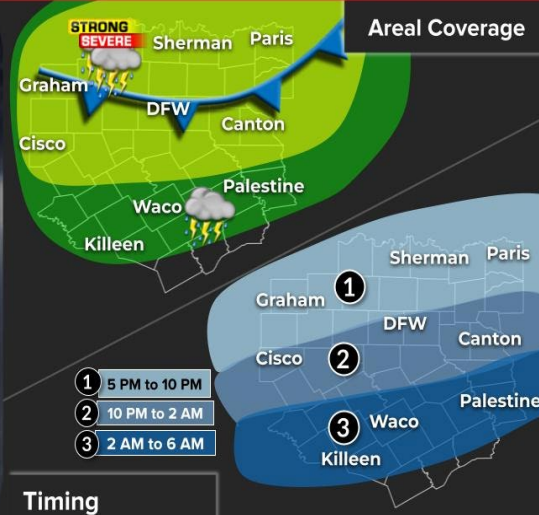 Areal Coverage
STRONG
SEVERE
Sherman
Paris
Graham
DFW
Canton
Cisco
Palestine
Waco
Killeen
Sherman
Paris
1
Graham
DFW
Canton
Cisco
2
Palestine
3
Waco
Killeen
1 5 PM to 10 PM
2 10 PM to 2 AM
3 2 AM to 6 AM
Timing